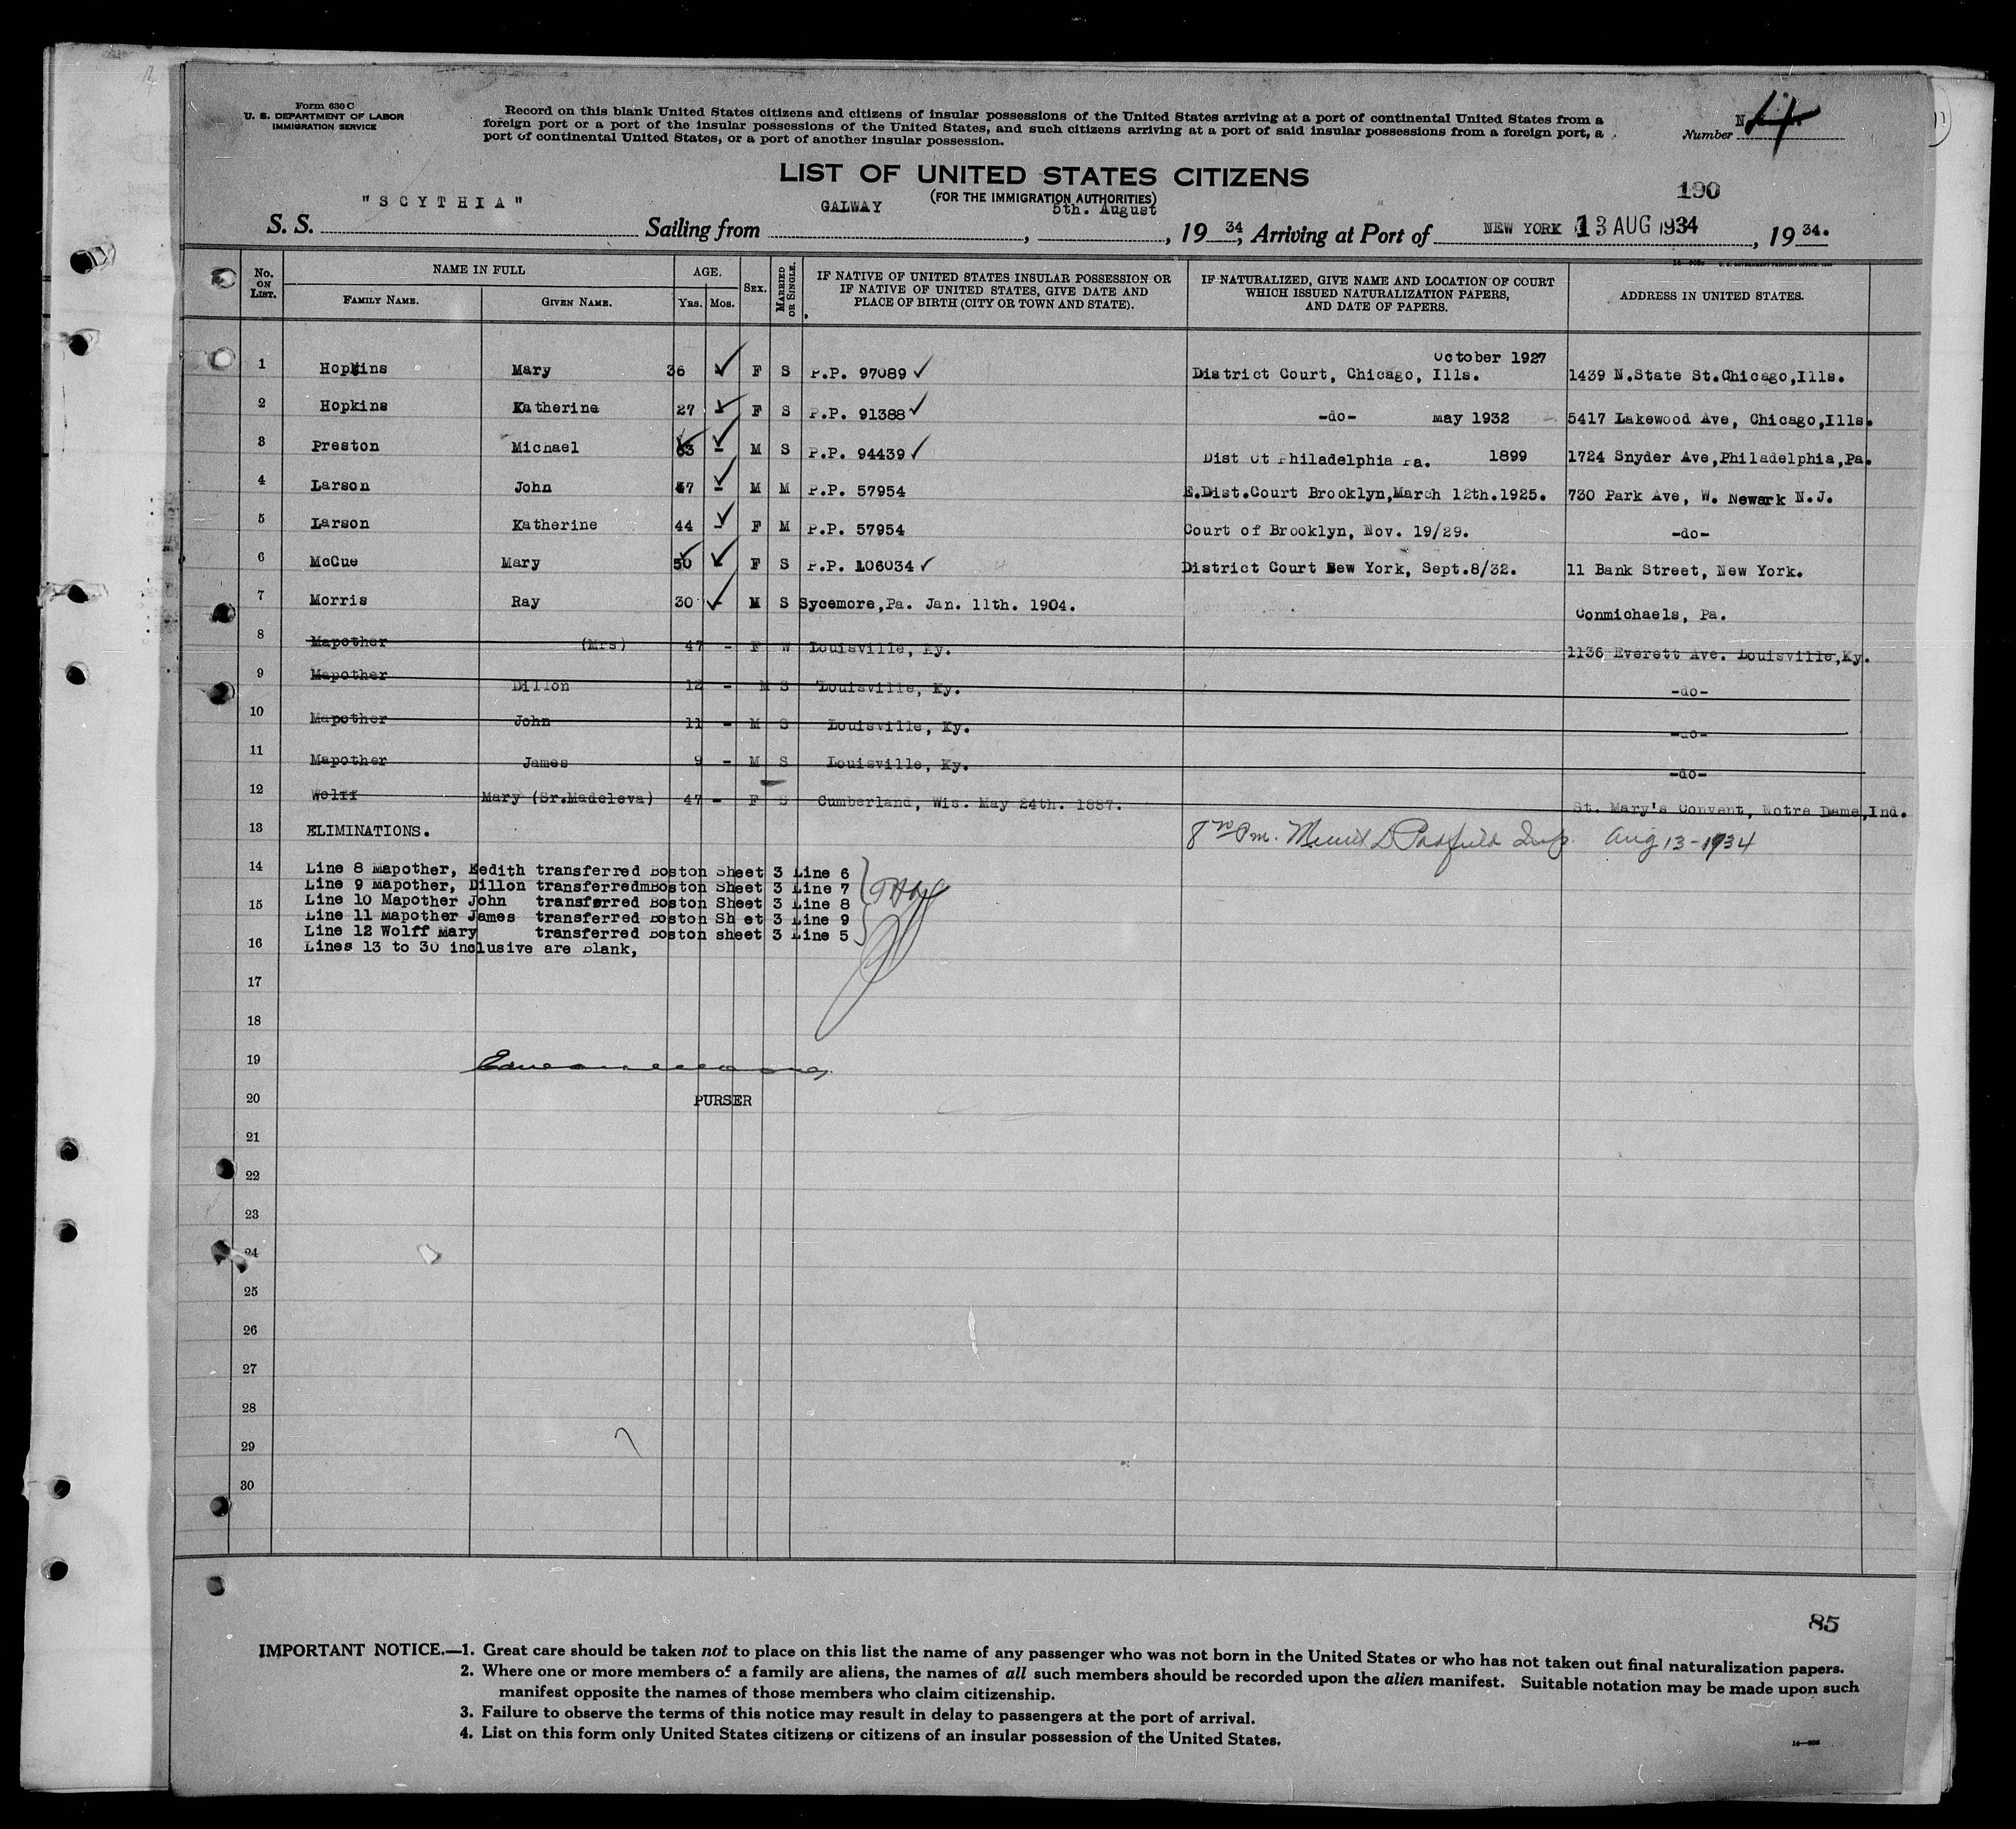 Form 630 C
U. S. DEPARTMENT OF LABOR
IMMIGRATION SERVICE
Record on this blank United States citizens and citizens of insular possessions of the United States arriving at a port of continental United States from a
foreign port or a port of the insular possessions of the United States, and such citizens arriving at a port of said insular possessions from a foreign port, a
port of continental United States, or a port of another insular possession.
Number
LIST OF UNITED STATES CITIZENS
(FOR THE IMMIGRATION AUTHORITIES)
190
S. S. "SCYTHIA" Sailing from GALWAY, 5th. August, 19 34, Arriving at Port of NEW YORK 13 AUG 1934, 19 34.
No. ON LIST. NAME IN FULL AGE. SEX. MARRIED OR SINGLE. IF NATIVE OF UNITED STATES INSULAR POSSESSION OR IF NATIVE OF UNITED STATES, GIVE DATE AND PLACE OF BIRTH (CITY OR TOWN AND STATE). IF NATURALIZED, GIVE NAME AND LOCATION OF COURT WHICH ISSUED NATURALIZATION PAPERS, AND DATE OF PAPERS. ADDRESS IN UNITED STATES.
FAMILY NAME. GIVEN NAME. YRS. MOS.
1 Hopkins Mary 36 F S P.P. 97089 ✓ District Court, Chicago, Ills. October 1927 1439 N.State St.Chicago,Ills.
2 Hopkins Katherine 27 - F S P.P. 91388 ✓ -do- may 1932 5417 Lakewood Ave, Chicago,Ills.
3 Preston Michael 63 - M S P.P. 94439 ✓ Dist Ct Philadelphia Pa. 1899 1724 Snyder Ave,Philadelphia,Pa.
4 Larson John 47 - M M P.P. 57954 E.Dist.Court Brooklyn,March 12th.1925. 730 Park Ave, W. Newark N.J.
5 Larson Katherine 44 - F M P.P. 57954 Court of Brooklyn, Nov. 19/29. -do-
6 McCue Mary 50 F S P.P. 106034 ✓ District Court Bew York, Sept.8/32. 11 Bank Street, New York.
7 Morris Ray 30 - M S Sycemore,Pa. Jan. 11th. 1904. Conmichaels, Pa.
8 Mapother (Mrs) 47 - F W Louisville, Ky. 1136 Everett Ave. Louisville,Ky.
9 Mapother Dillon 12 - M S Louisville, Ky. -do-
10 Mapother John 11 - M S Louisville, Ky. -do-
11 Mapother James 9 - M S Louisville, Ky. -do-
12 Wolff Mary (Sr.Madeleva) 47 - F S Cumberland, Wis. May 24th. 1887. St. Mary's Convent, Notre Dame,Ind.
13 ELIMINATIONS. Aug 13-1934
14 Line 8 Mapother, Eedith transferred Boston Sheet 3 Line 6
Line 9 Mapother, Dillon transferredmBoston Sheet 3 Line 7
15 Line 10 Mapother John transferred Boston Sheet 3 Line 8
Line 11 Mapother James transferred Boston Sh et 3 Line 9
Line 12 Wolff Mary transferred Boston sheet 3 Line 5
16 Lines 13 to 30 inclusive are blank,
17
18
19
20 PURSER
21
22
23
24
25
26
27
28
29
30
85
IMPORTANT NOTICE.—1. Great care should be taken not to place on this list the name of any passenger who was not born in the United States or who has not taken out final naturalization papers.
2. Where one or more members of a family are aliens, the names of all such members should be recorded upon the alien manifest. Suitable notation may be made upon such
manifest opposite the names of those members who claim citizenship.
3. Failure to observe the terms of this notice may result in delay to passengers at the port of arrival.
4. List on this form only United States citizens or citizens of an insular possession of the United States.